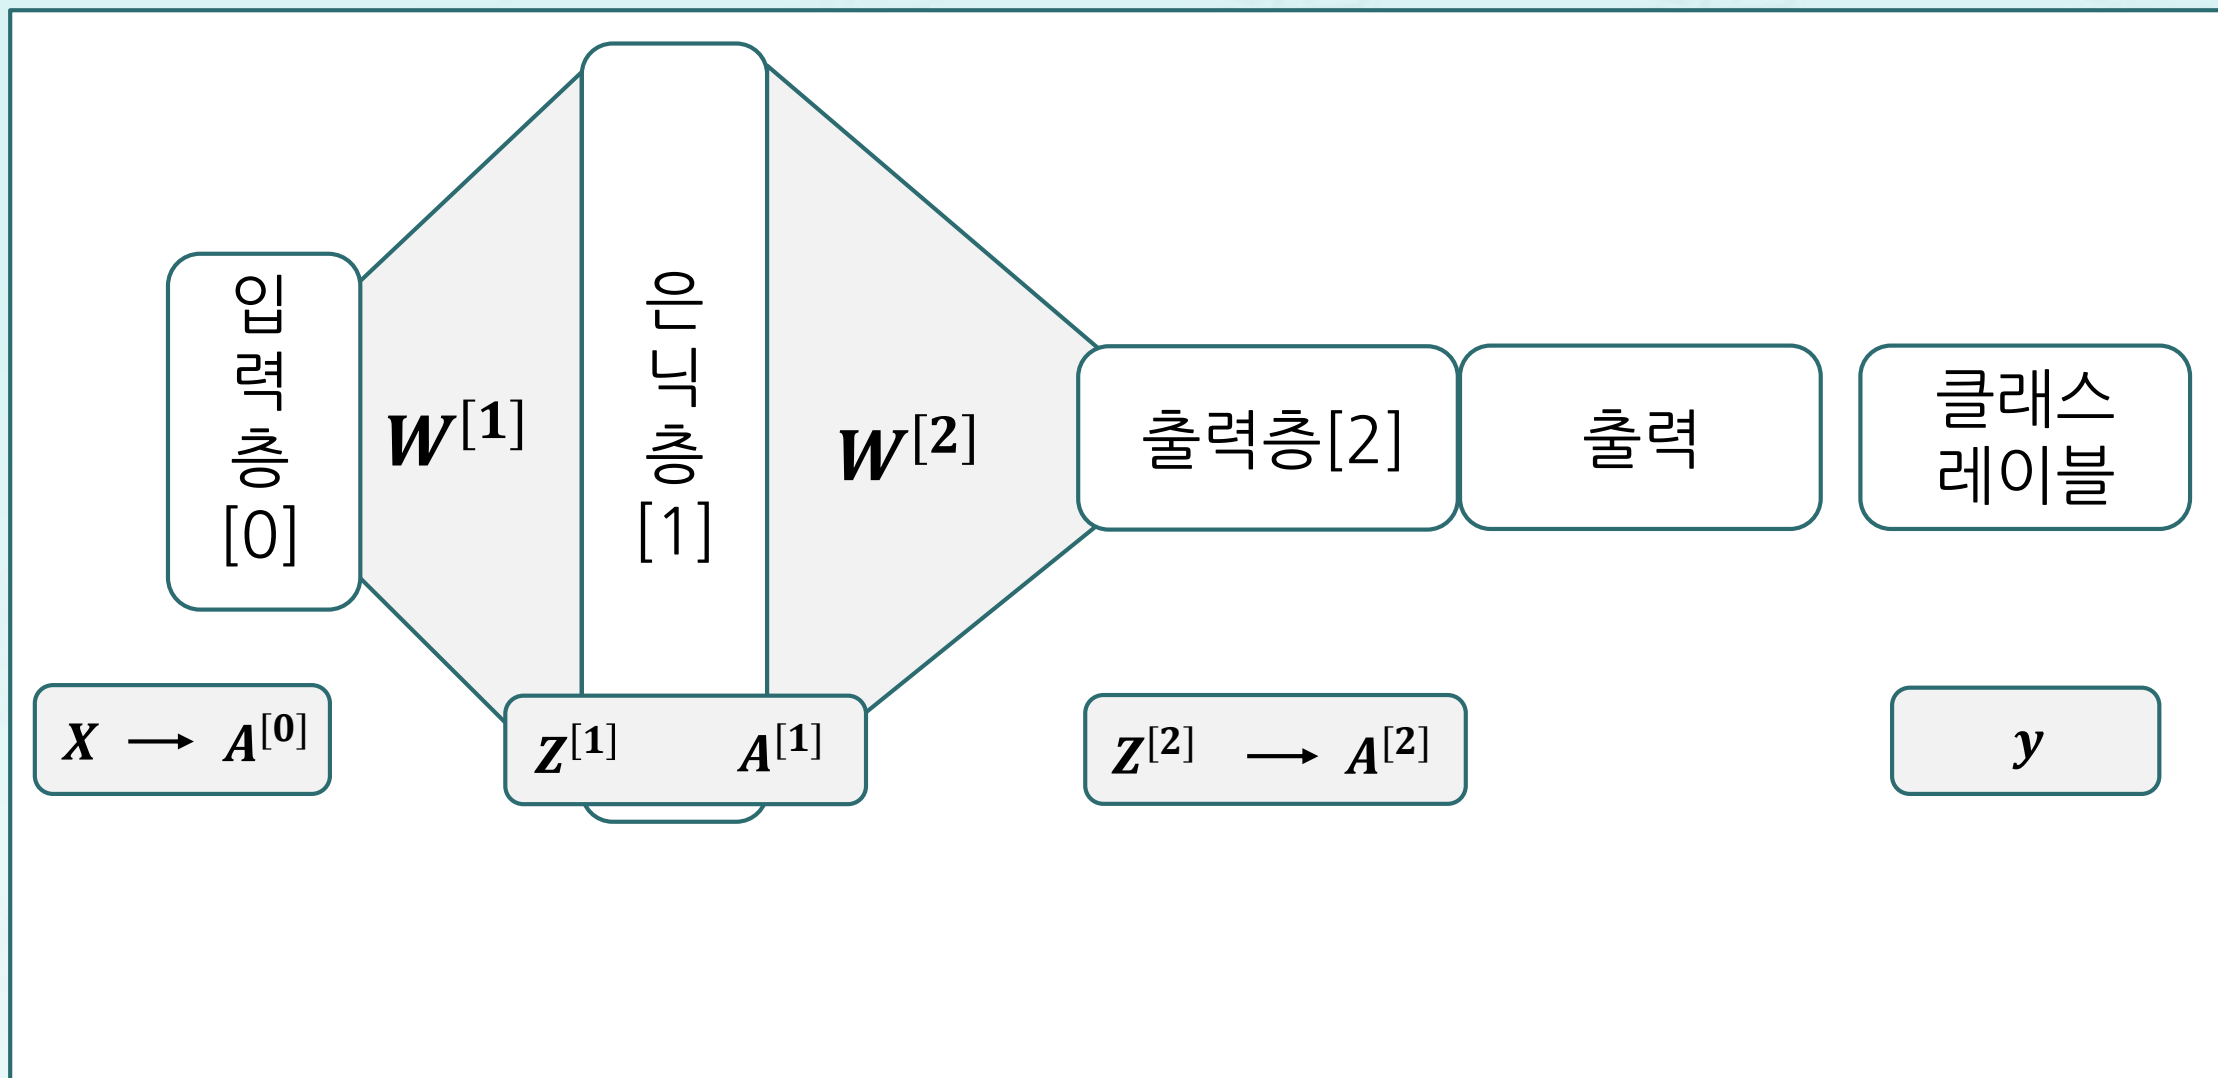 입
력
층
[0]
W^[1]
은
닉
층
[1]
W^[2]
출력층[2]
출력
클래스
레이블
X → A^[0]
Z^[1] A^[1]
Z^[2] → A^[2]
y